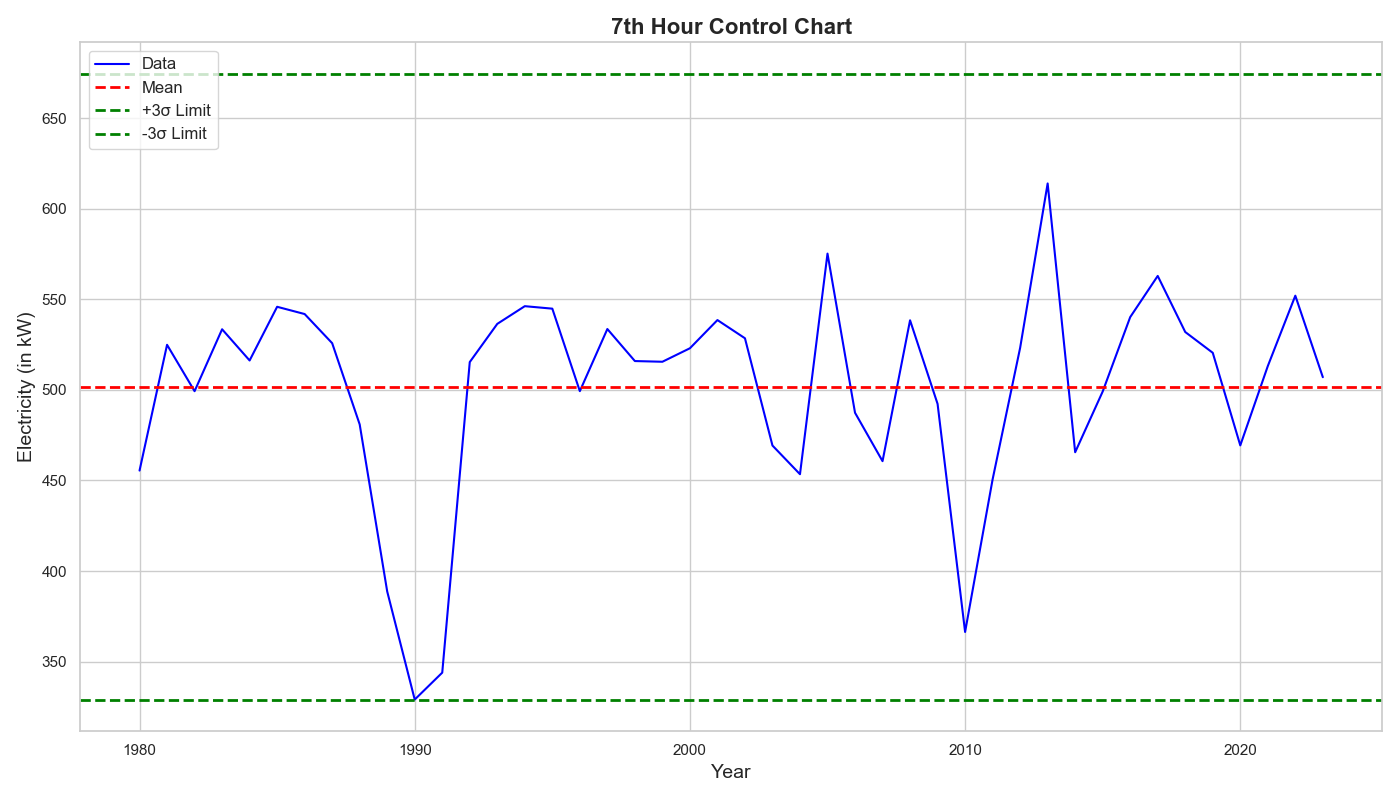 7th Hour Control Chart
Data
Mean
+3σ Limit
-3σ Limit
650
600
550
500
450
400
350
Electricity (in kW)
1980 1990 2000 2010 2020
Year